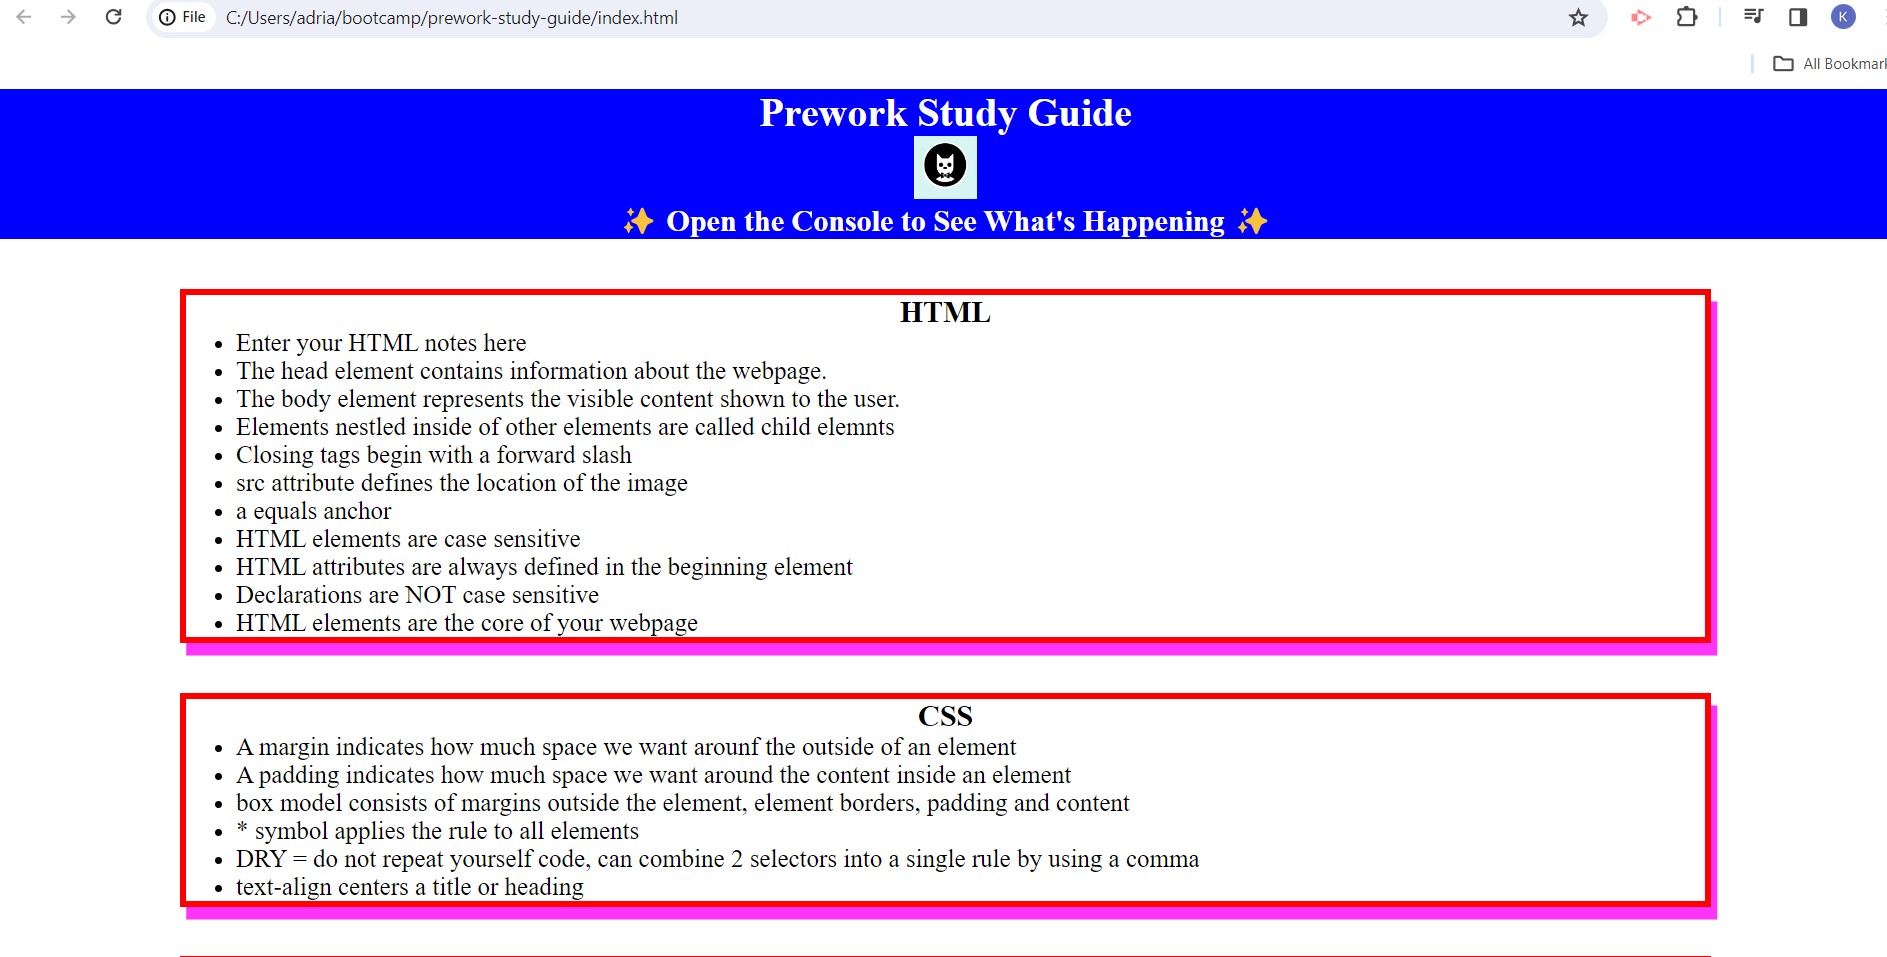 File C:/Users/adria/bootcamp/prework-study-guide/index.html K
All Bookmar
Prework Study Guide
✨ Open the Console to See What's Happening ✨
HTML
• Enter your HTML notes here
• The head element contains information about the webpage.
• The body element represents the visible content shown to the user.
• Elements nestled inside of other elements are called child elemnts
• Closing tags begin with a forward slash
• src attribute defines the location of the image
• a equals anchor
• HTML elements are case sensitive
• HTML attributes are always defined in the beginning element
• Declarations are NOT case sensitive
• HTML elements are the core of your webpage
CSS
• A margin indicates how much space we want arounf the outside of an element
• A padding indicates how much space we want around the content inside an element
• box model consists of margins outside the element, element borders, padding and content
• * symbol applies the rule to all elements
• DRY = do not repeat yourself code, can combine 2 selectors into a single rule by using a comma
• text-align centers a title or heading